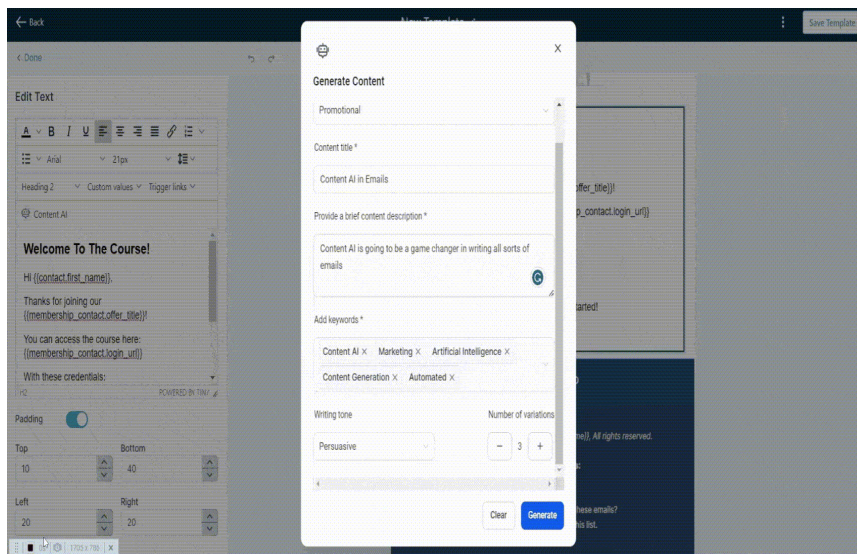 Back
New Template
Save Template
Done
Edit Text
A B I U
Arial 21px
Heading 2 Custom values Trigger links
Content AI
Welcome To The Course!
Hi {{contact.first_name}},
Thanks for joining our
{{membership_contact.offer_title}}!
You can access the course here:
{{membership_contact.login_url}}
With these credentials:
H2 POWERED BY TINY
Padding
Top Bottom
10 40
Left Right
20 20
1703 x 780 X
X
Generate Content
Promotional
Content title *
Content AI in Emails
Provide a brief content description *
Content AI is going to be a game changer in writing all sorts of
emails
Add keywords *
Content AI X Marketing X Artificial Intelligence X
Content Generation X Automated X
Writing tone Number of variations
Persuasive - 3 +
Clear Generate
offer_title}}!
p_contact.login_url}}
tarted!
me}}, All rights reserved.
hese emails?
his list.